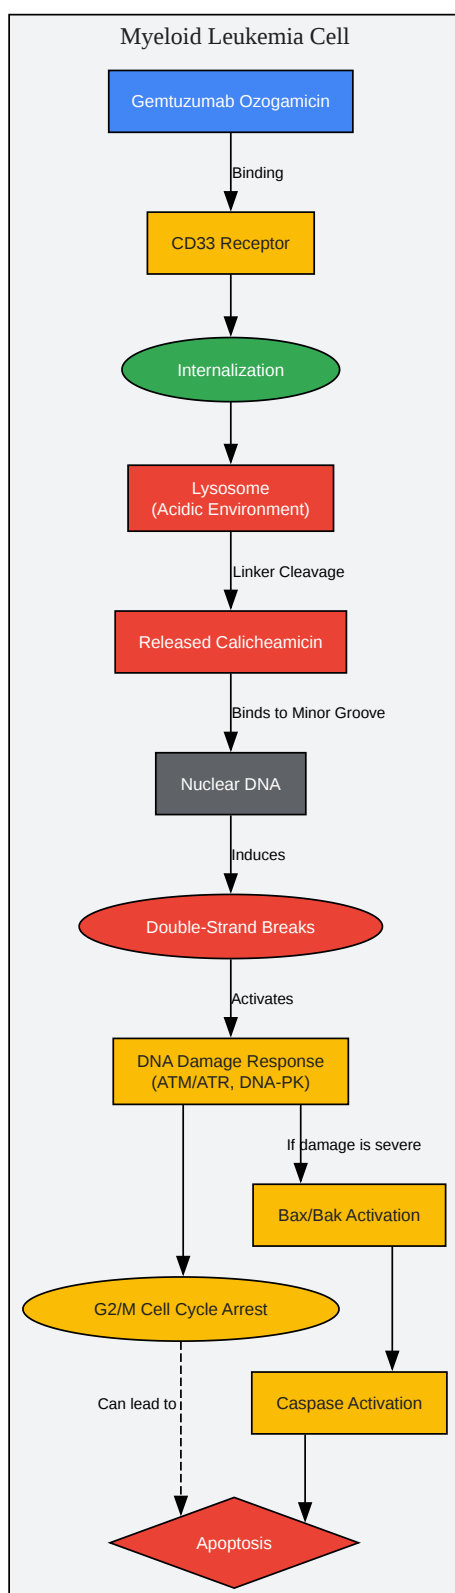 Myeloid Leukemia Cell
Gemtuzumab Ozogamicin
Binding
CD33 Receptor
Internalization
Lysosome
(Acidic Environment)
Linker Cleavage
Released Calicheamicin
Binds to Minor Groove
Nuclear DNA
Induces
Double-Strand Breaks
Activates
DNA Damage Response
(ATM/ATR, DNA-PK)
If damage is severe
Bax/Bak Activation
G2/M Cell Cycle Arrest
Can lead to
Caspase Activation
Apoptosis